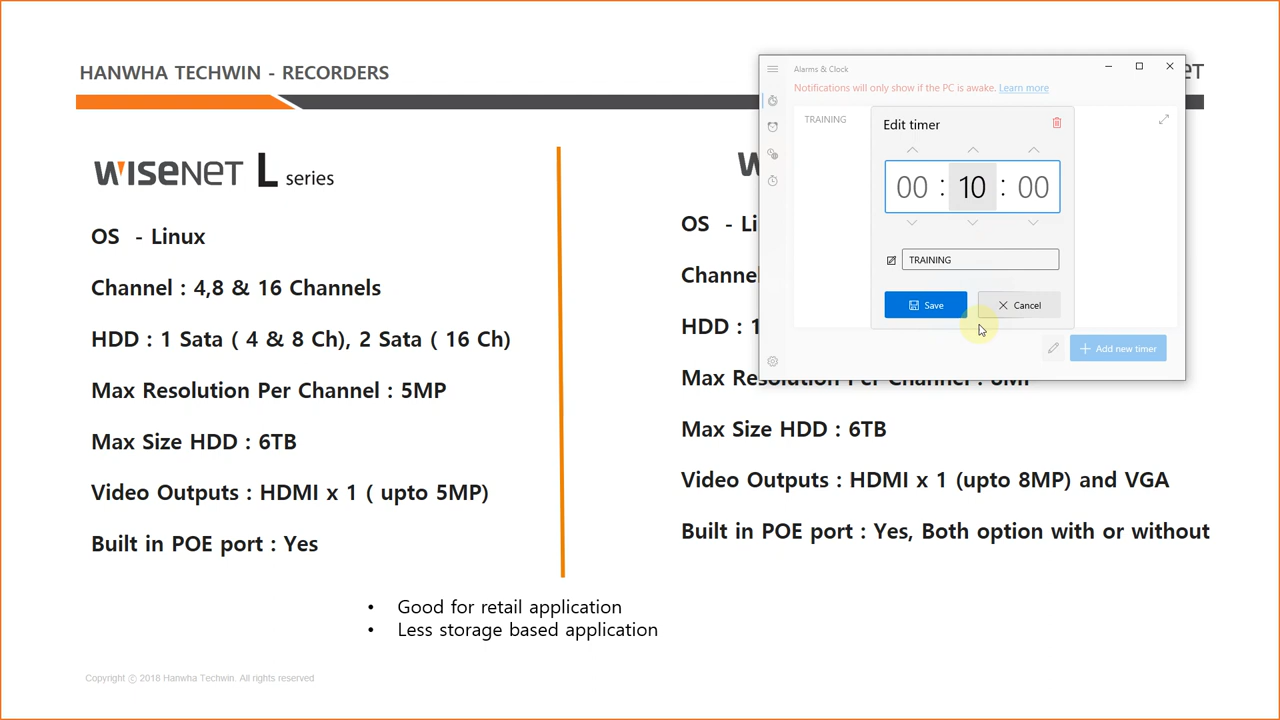 HANWHA TECHWIN - RECORDERS
WISENET L series
OS - Linux
Channel : 4,8 & 16 Channels
HDD : 1 Sata ( 4 & 8 Ch), 2 Sata ( 16 Ch)
Max Resolution Per Channel : 5MP
Max Size HDD : 6TB
Video Outputs : HDMI x 1 ( upto 5MP)
Built in POE port : Yes
OS - Li
Channel
HDD : 1
Max Size HDD : 6TB
Video Outputs : HDMI x 1 (upto 8MP) and VGA
Built in POE port : Yes, Both option with or without
• Good for retail application
• Less storage based application
Copyright ⓒ 2018 Hanwha Techwin. All rights reserved
Alarms & Clock
Notifications will only show if the PC is awake. Learn more
TRAINING
Edit timer
00 : 10 : 00
TRAINING
Save
Cancel
Add new timer